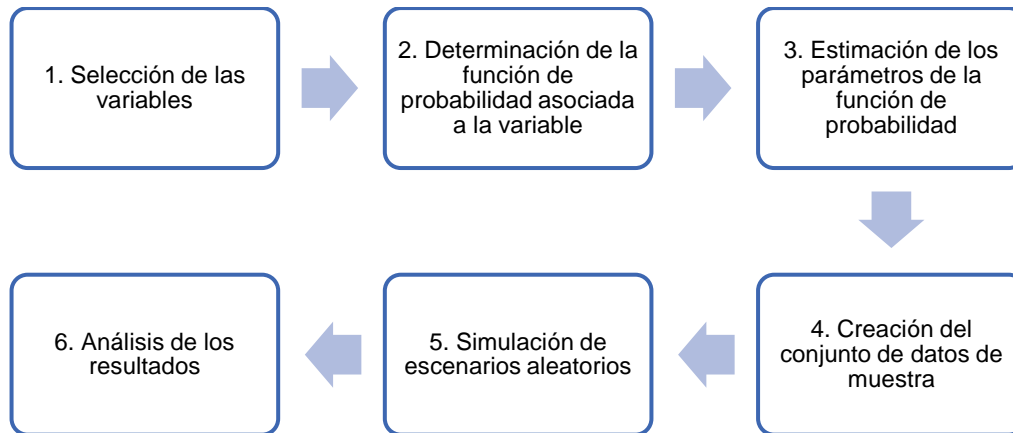 1. Selección de las
variables
2. Determinación de la
función de
probabilidad asociada
a la variable
3. Estimación de los
parámetros de la
función de
probabilidad
4. Creación del
conjunto de datos de
muestra
5. Simulación de
escenarios aleatorios
6. Análisis de los
resultados